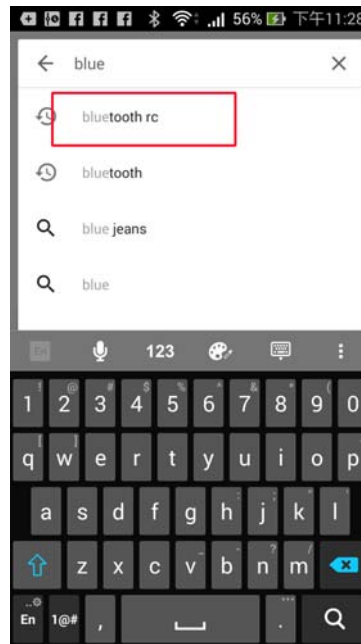 56% 下午11:28
blue
bluetooth rc
bluetooth
blue jeans
blue
En 123
! @ # $ % ^ & * ( )
1 2 3 4 5 6 7 8 9 0
[ ]
q w e r t y u i o p
a s d f g h j k l
z x c v b n m
En 1@# , .